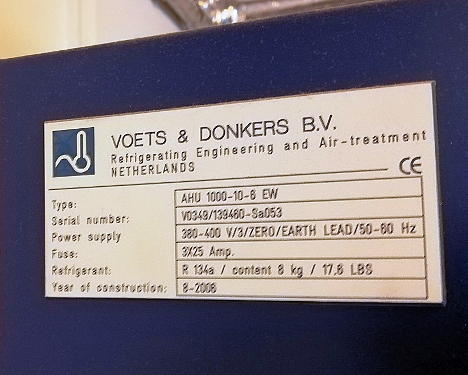 VOETS & DONKERS B.V.
Refrigerating Engineering and Air-treatment
NETHERLANDS
CE
Type: AHU 1000-10-6 EW
Serial number: V0349/139460-Sa053
Power supply 380-400 V/3/ZERO/EARTH LEAD/50-60 Hz
Fuse: 3X25 Amp.
Refrigerant: R 134a / content 8 kg / 17.6 LBS
Year of construction: 8-2006